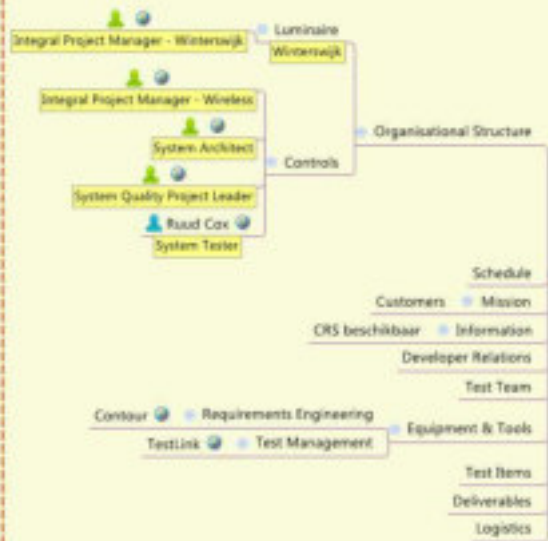 Luminaire
Integral Project Manager - Winterswijk
Winterswijk
Integral Project Manager - Wireless
System Architect
Organisational Structure
Controls
System Quality Project Leader
Ruud Cox
System Tester
Schedule
Customers Mission
CRS beschikbaar Information
Developer Relations
Test Team
Contour Requirements Engineering
Equipment & Tools
TestLink Test Management
Test Items
Deliverables
Logistics